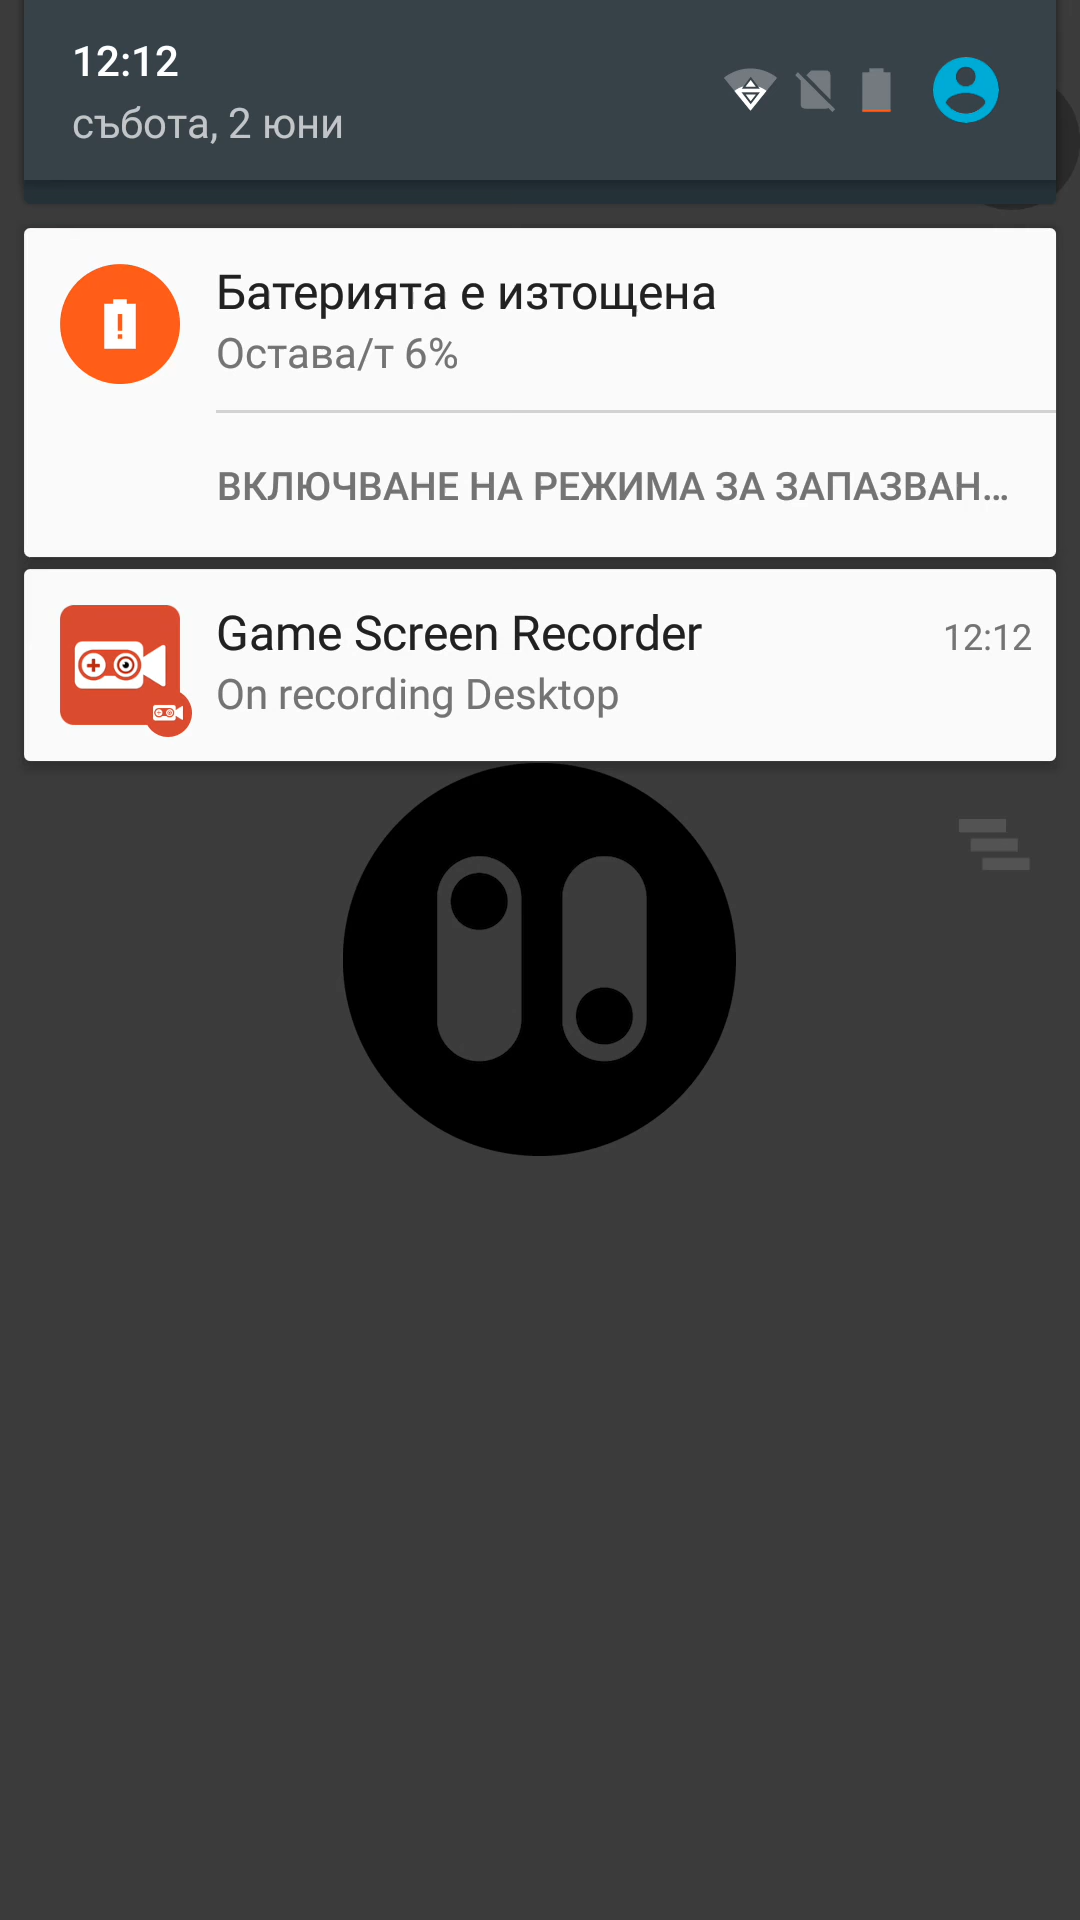 12:12
събота, 2 юни
Батерията е изтощена
Остава/т 6%
ВКЛЮЧВАНЕ НА РЕЖИМА ЗА ЗАПАЗВАН…
Game Screen Recorder
12:12
On recording Desktop